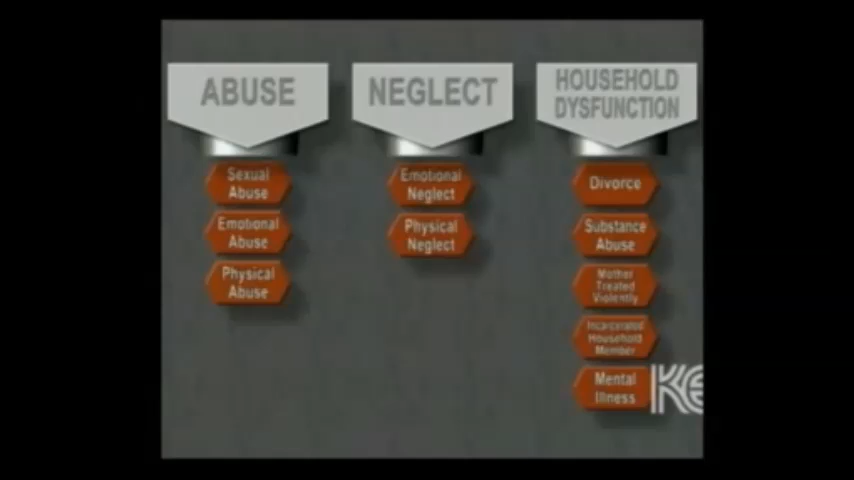 ABUSE
Sexual
Abuse
Emotional
Abuse
Physical
Abuse
NEGLECT
Emotional
Neglect
Physical
Neglect
HOUSEHOLD
DYSFUNCTION
Divorce
Substance
Abuse
Mother
Treated
Violently
Incarcerated
Household
Member
Mental
Illness